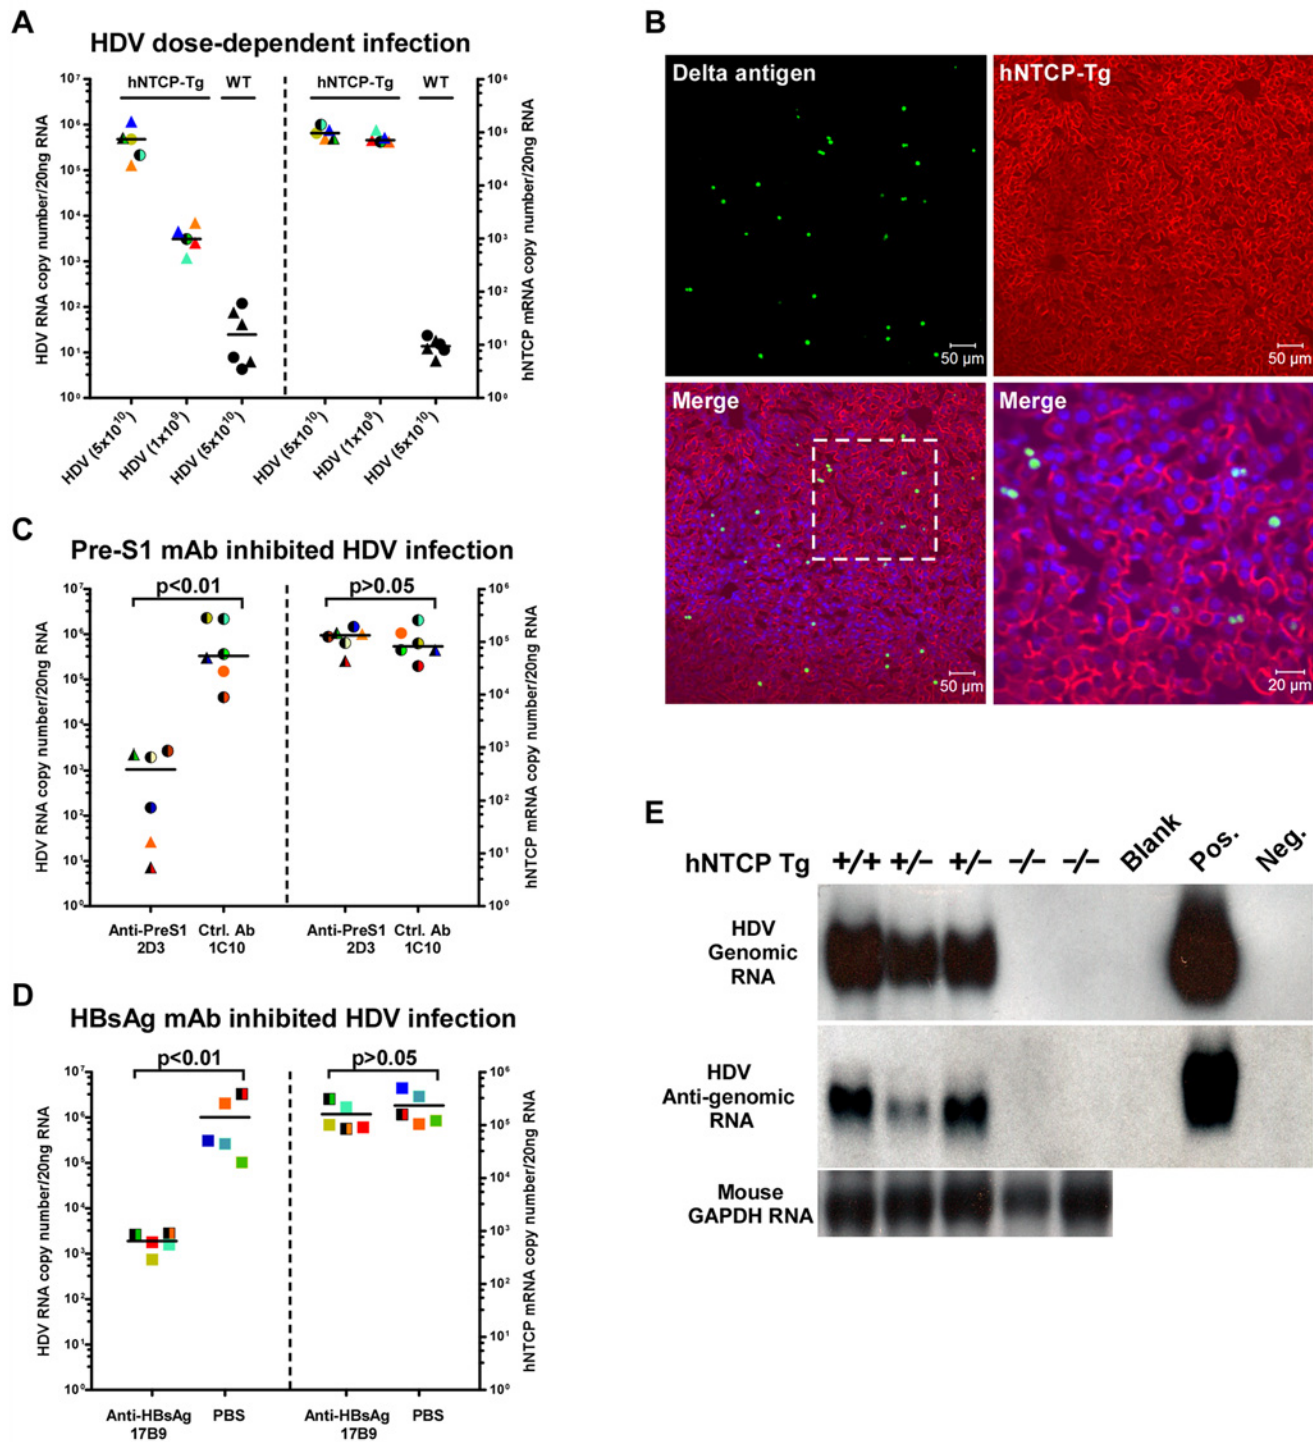 A
HDV dose-dependent infection
hNTCP-Tg WT hNTCP-Tg WT
HDV RNA copy number/20ng RNA
10⁷
10⁶
10⁵
10⁴
10³
10²
10¹
10⁰
10⁶
10⁵
10³
10¹
10⁰
hNTCP mRNA copy number/20ng RNA
HDV (5x10¹⁰)
HDV (1x10⁹)
HDV (5x10¹⁰)
HDV (5x10¹⁰)
HDV (1x10⁹)
HDV (5x10¹⁰)
B
Delta antigen
50 µm
hNTCP-Tg
50 µm
Merge
50 µm
Merge
20 µm
C
Pre-S1 mAb inhibited HDV infection
p<0.01 p>0.05
HDV RNA copy number/20ng RNA
10⁷
10⁶
10⁵
10⁴
10³
10²
10¹
10⁰
10⁶
10⁵
10⁴
10³
10²
10¹
10⁰
hNTCP mRNA copy number/20ng RNA
Anti-PreS1
2D3
Ctrl. Ab
1C10
Anti-PreS1
2D3
Ctrl. Ab
1C10
D
HBsAg mAb inhibited HDV infection
p<0.01 p>0.05
HDV RNA copy number/20ng RNA
10⁷
10⁶
10⁵
10⁴
10³
10²
10¹
10⁰
10⁶
10⁵
10⁴
10³
10²
10¹
10⁰
hNTCP mRNA copy number/20ng RNA
Anti-HBsAg
17B9
PBS
Anti-HBsAg
17B9
PBS
E
hNTCP Tg +/+ +/− +/− −/− −/− Blank Pos. Neg.
HDV
Genomic
RNA
HDV
Anti-genomic
RNA
Mouse
GAPDH RNA